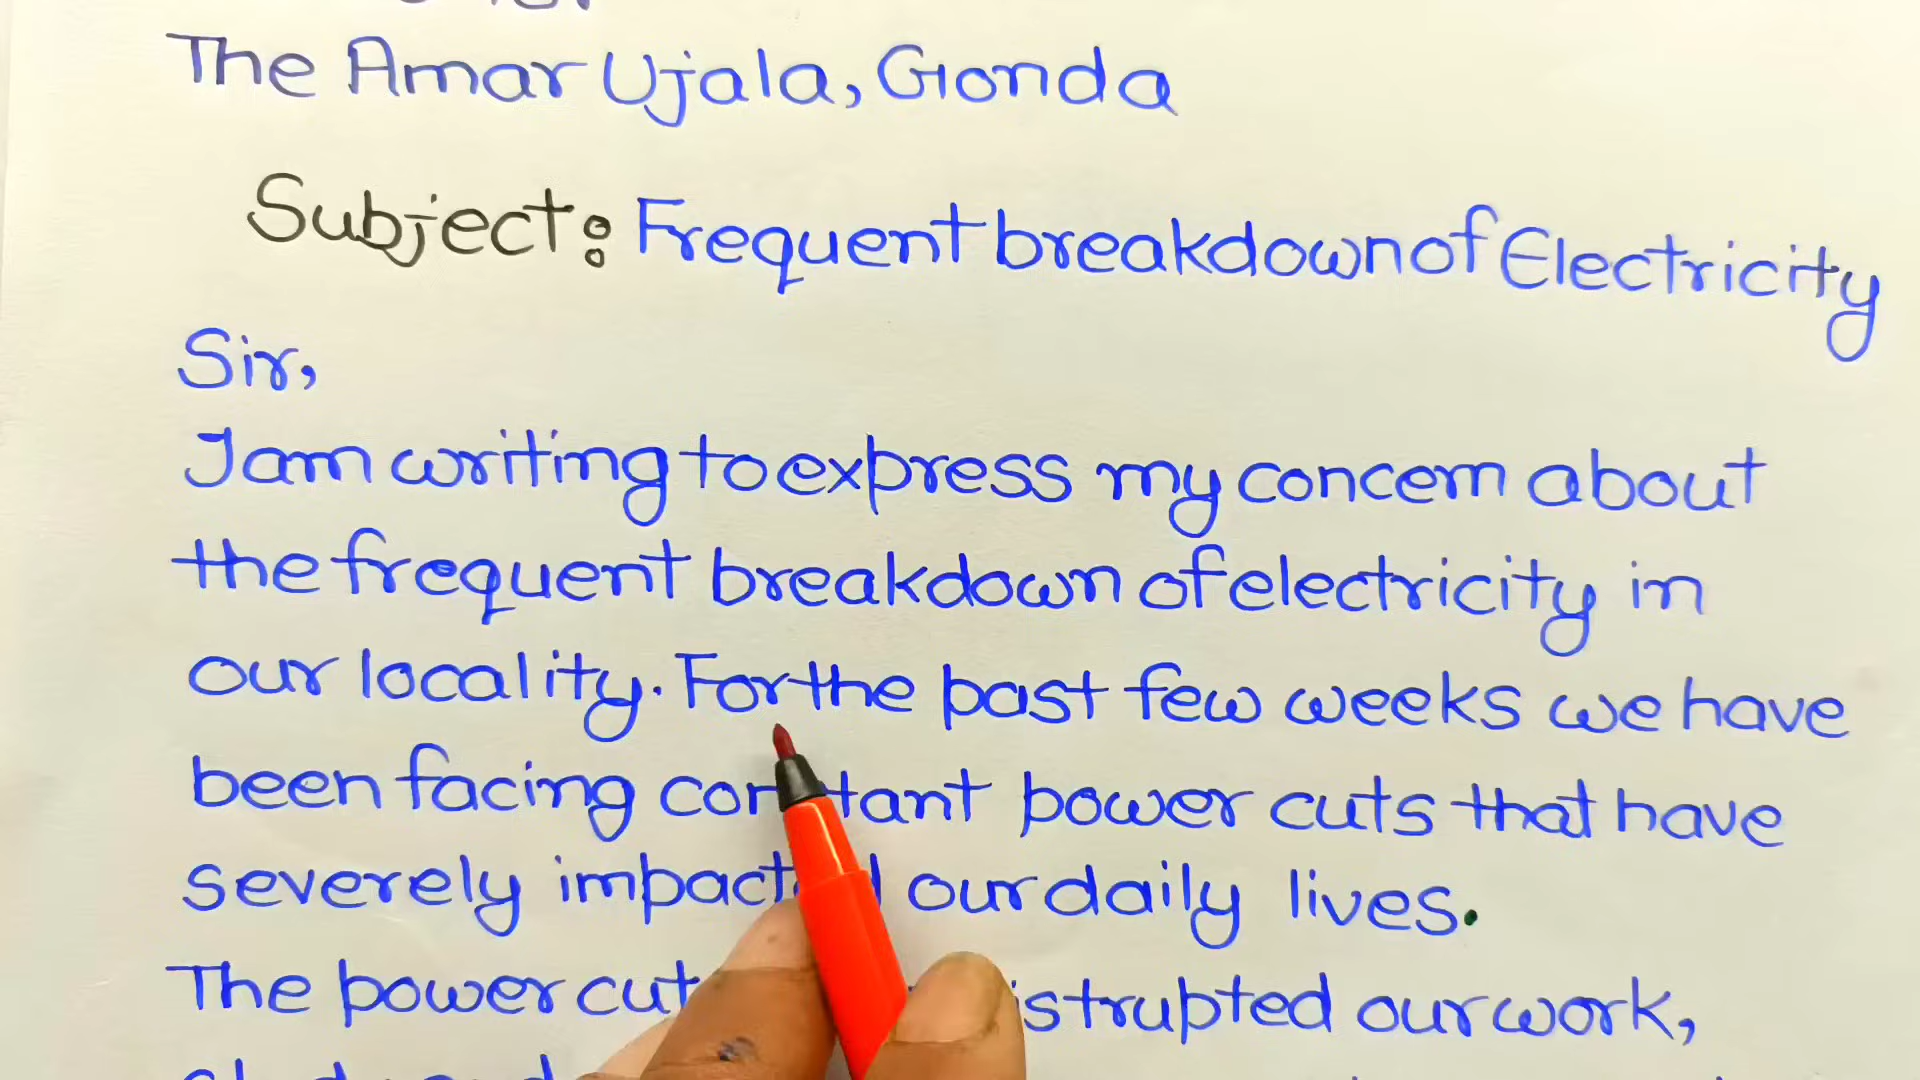 The Amar Ujala, Gonda
Subject: Frequent breakdown of Electricity
Sir,
I am writing to express my concern about
the frequent breakdown of electricity in
our locality. For the past few weeks we have
been facing power cuts that have
severely our daily lives.
The power our work,